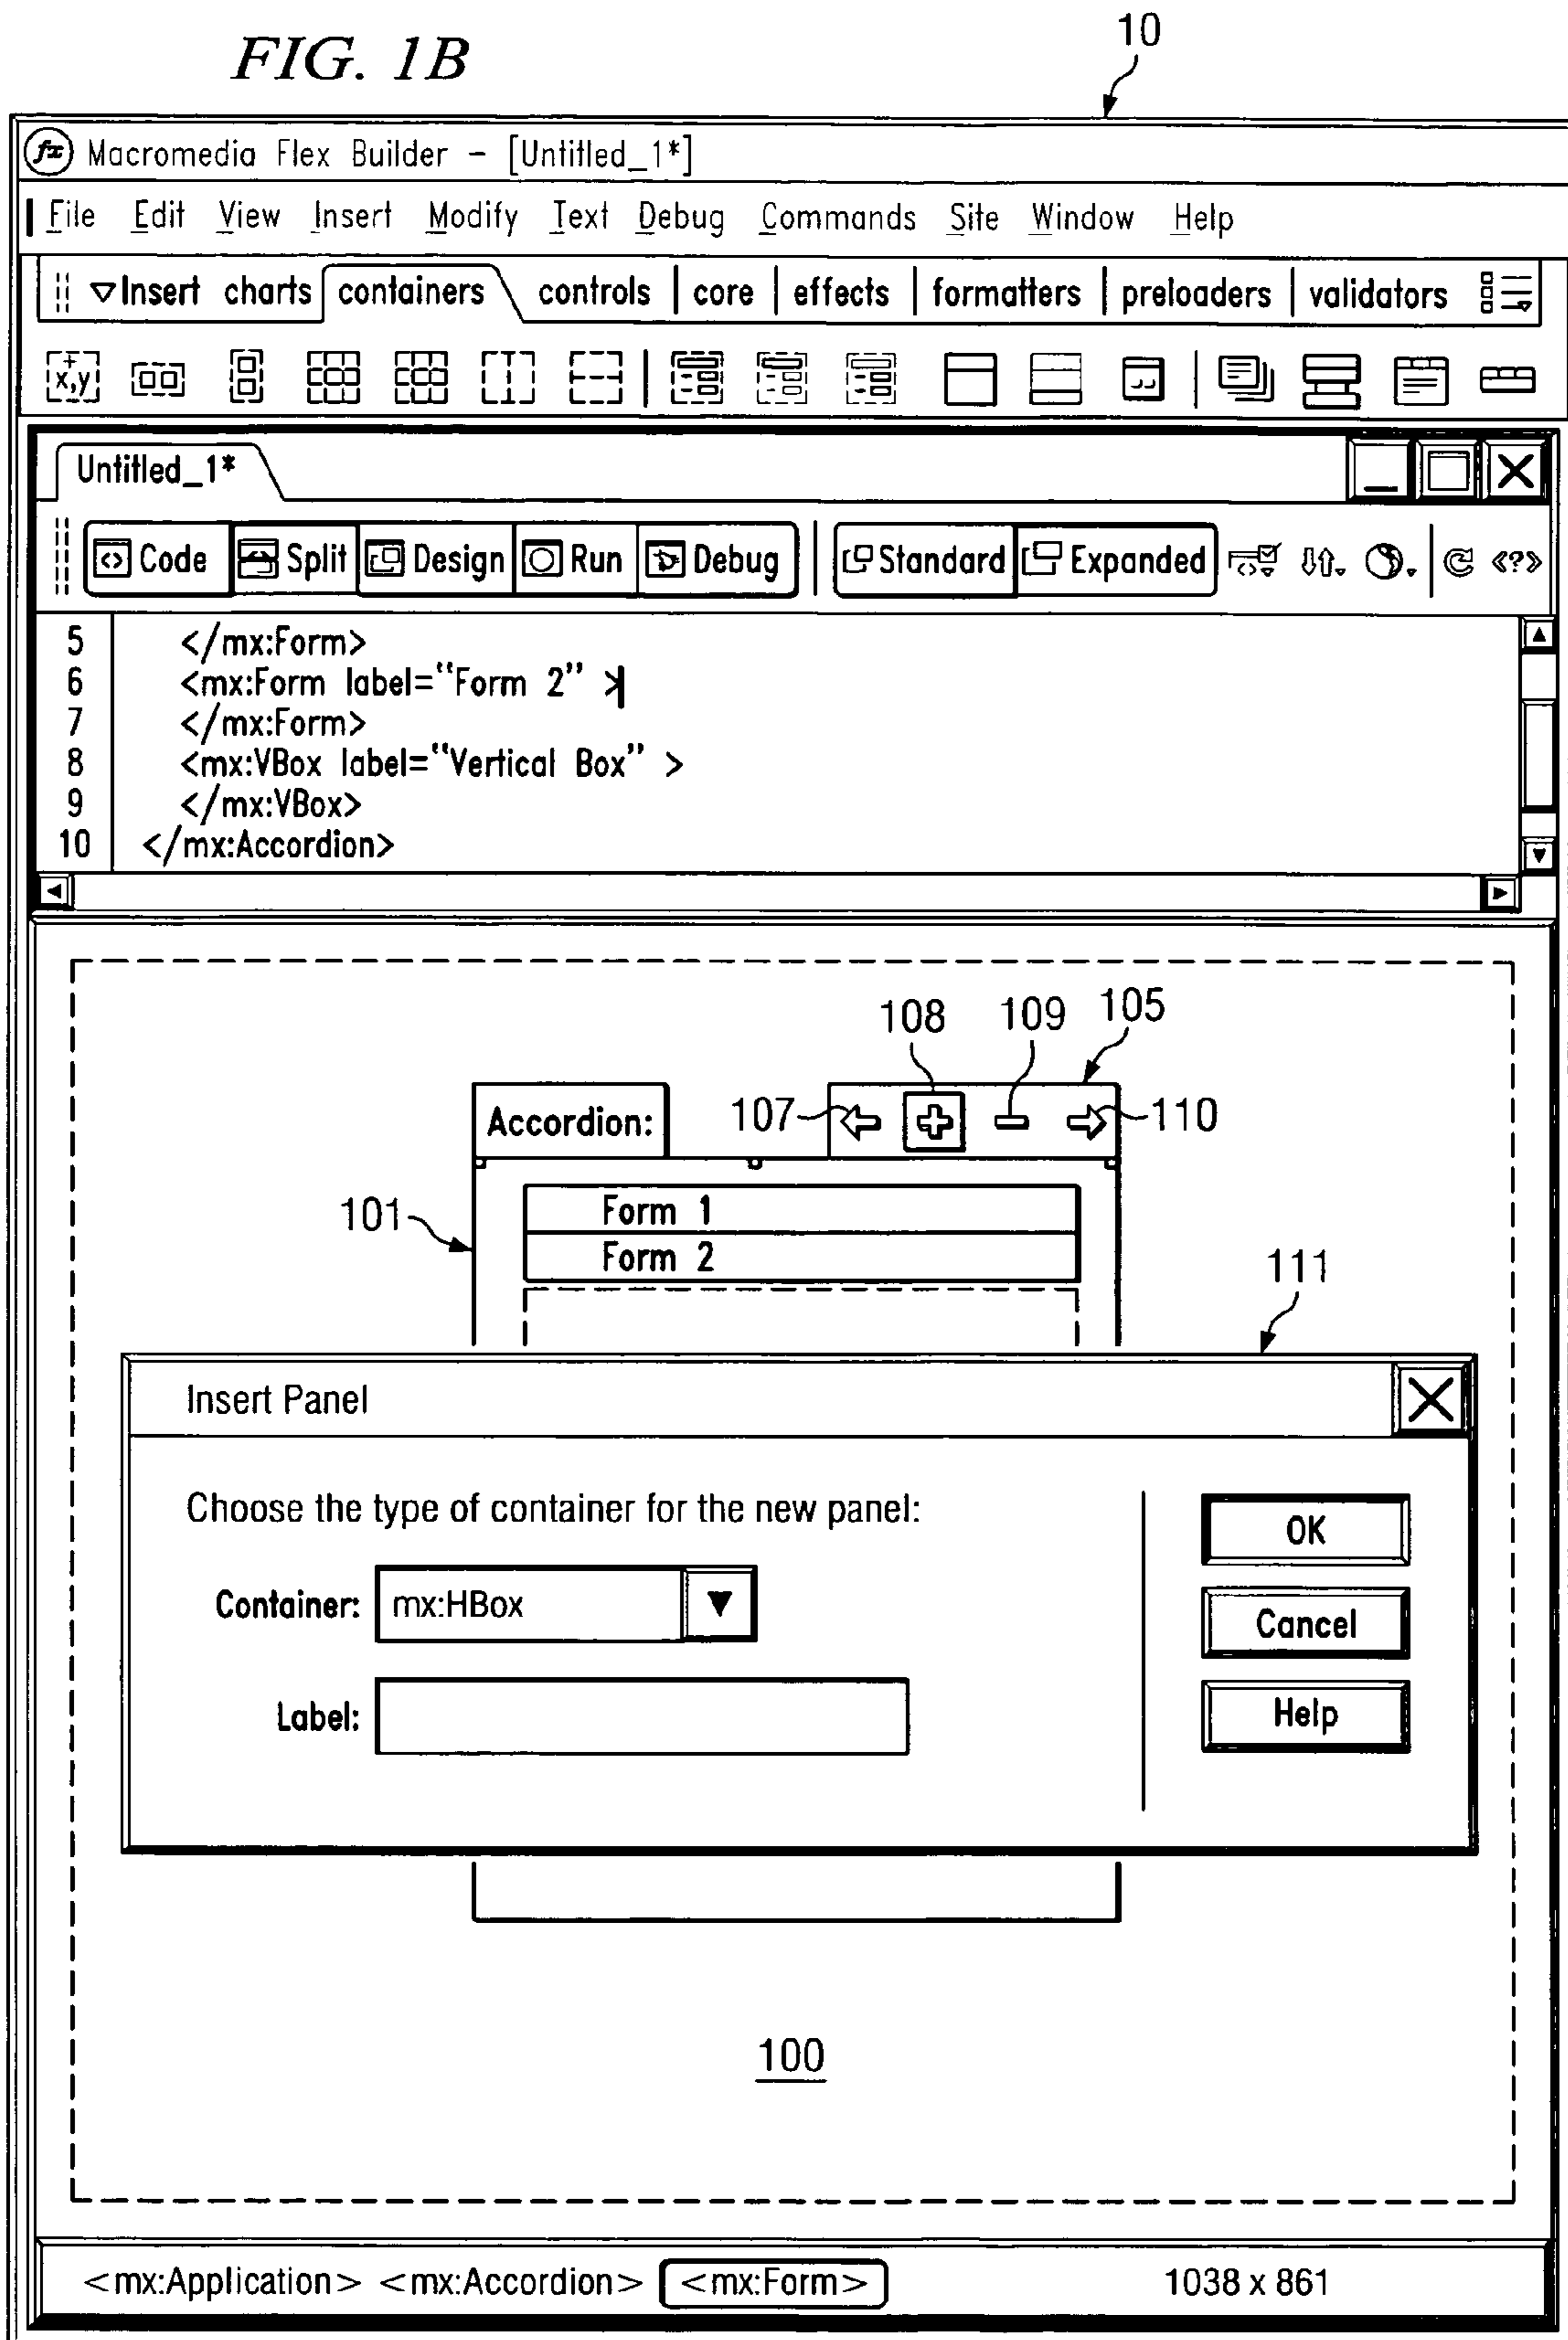 FIG. 1B
10
fx Macromedia Flex Builder - [Untitled_1*]
File Edit View Insert Modify Text Debug Commands Site Window Help
Insert charts containers controls core effects formatters preloaders validators
x,y
Untitled_1*
Code Split Design Run Debug Standard Expanded «?»
5 </mx:Form>
6 <mx:Form label="Form 2" >
7 </mx:Form>
8 <mx:VBox label="Vertical Box" >
9 </mx:VBox>
10 </mx:Accordion>
108 109 105
Accordion: 107 110
101 Form 1
Form 2
111
Insert Panel
Choose the type of container for the new panel:
OK
Container: mx:HBox
Cancel
Label:
Help
100
<mx:Application> <mx:Accordion> <mx:Form> 1038 x 861